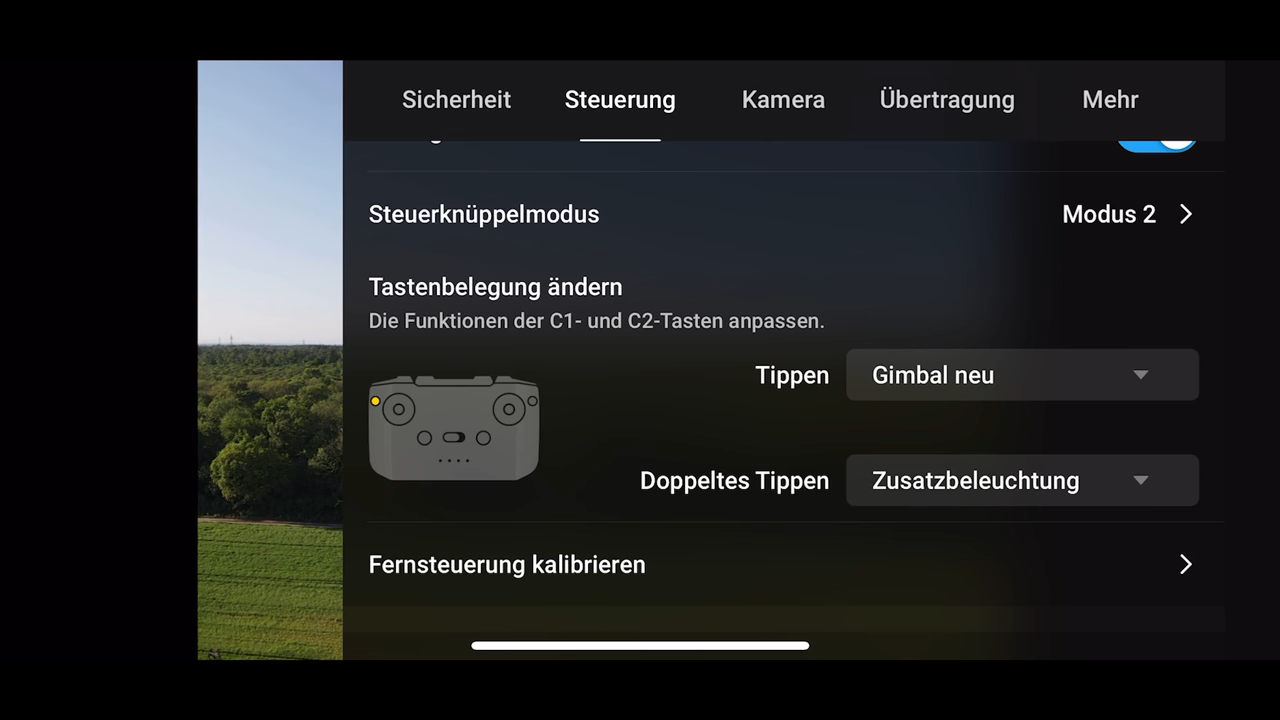 Sicherheit
Steuerung
Kamera
Übertragung
Mehr
Steuerknüppelmodus
Modus 2
Tastenbelegung ändern
Die Funktionen der C1- und C2-Tasten anpassen.
Tippen
Gimbal neu
Doppeltes Tippen
Zusatzbeleuchtung
Fernsteuerung kalibrieren